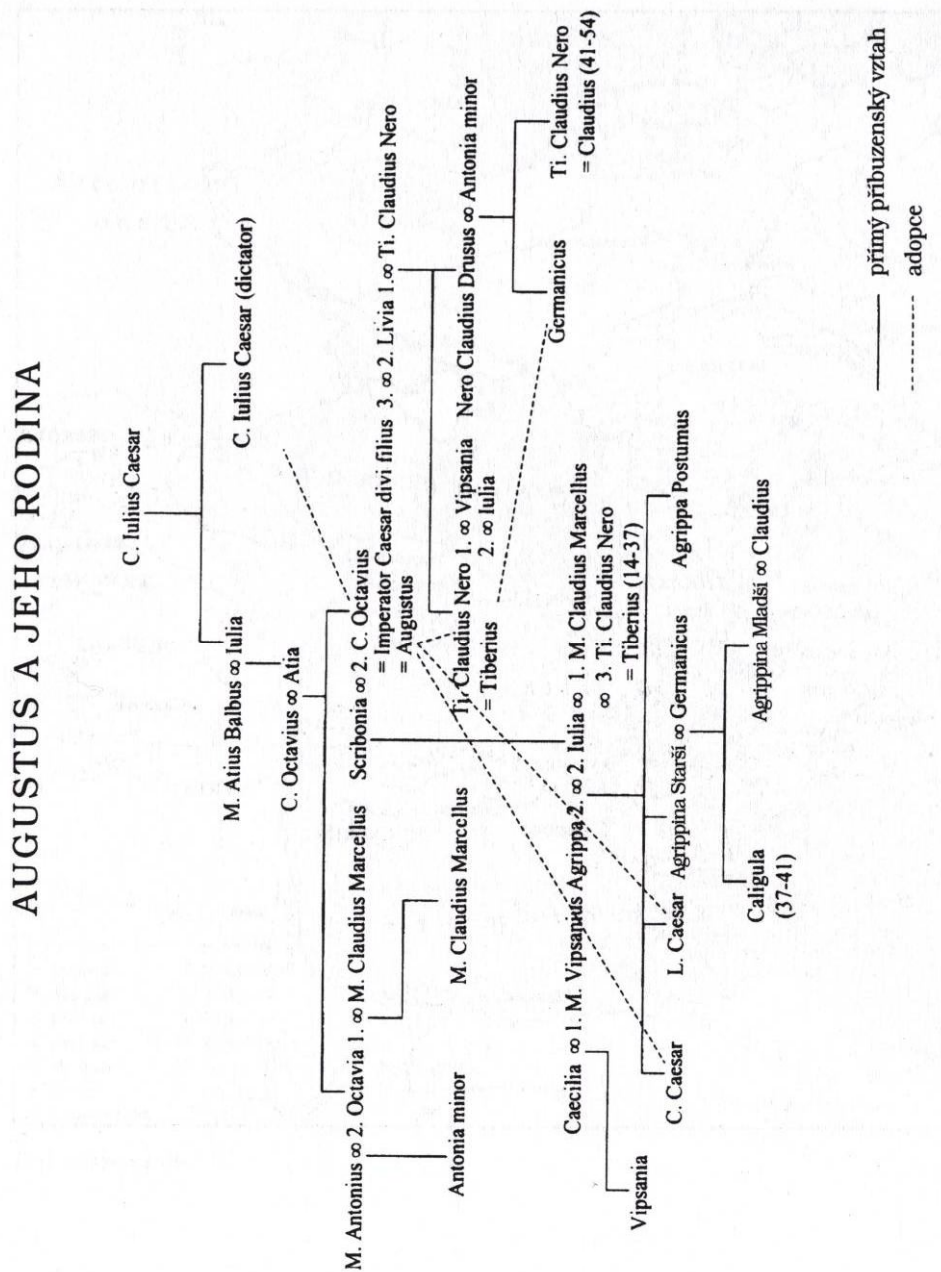 AUGUSTUS A JEHO RODINA
C. Iulius Caesar
M. Atius Balbus ∞ Iulia
C. Iulius Caesar (dictator)
C. Octavius ∞ Atia
M. Antonius ∞ 2. Octavia 1. ∞ M. Claudius Marcellus
Scribonia ∞ 2. C. Octavius
= Imperator Caesar divi filius 3. ∞ 2. Livia 1. ∞ Ti. Claudius Nero
= Augustus
Antonia minor
M. Claudius Marcellus
Ti. Claudius Nero 1. ∞ Vipsania
= Tiberius
2. ∞ Iulia
Nero Claudius Drusus ∞ Antonia minor
Caecilia ∞ 1. M. Vipsanius Agrippa 2. ∞ 2. Iulia ∞ 1. M. Claudius Marcellus
∞ 3. Ti. Claudius Nero
= Tiberius (14-37)
Germanicus
Ti. Claudius Nero
= Claudius (41-54)
Vipsania
C. Caesar
L. Caesar
Agrippina Starší ∞ Germanicus
Agrippa Postumus
Caligula
(37-41)
Agrippina Mladší ∞ Claudius
přímý příbuzenský vztah
adopce